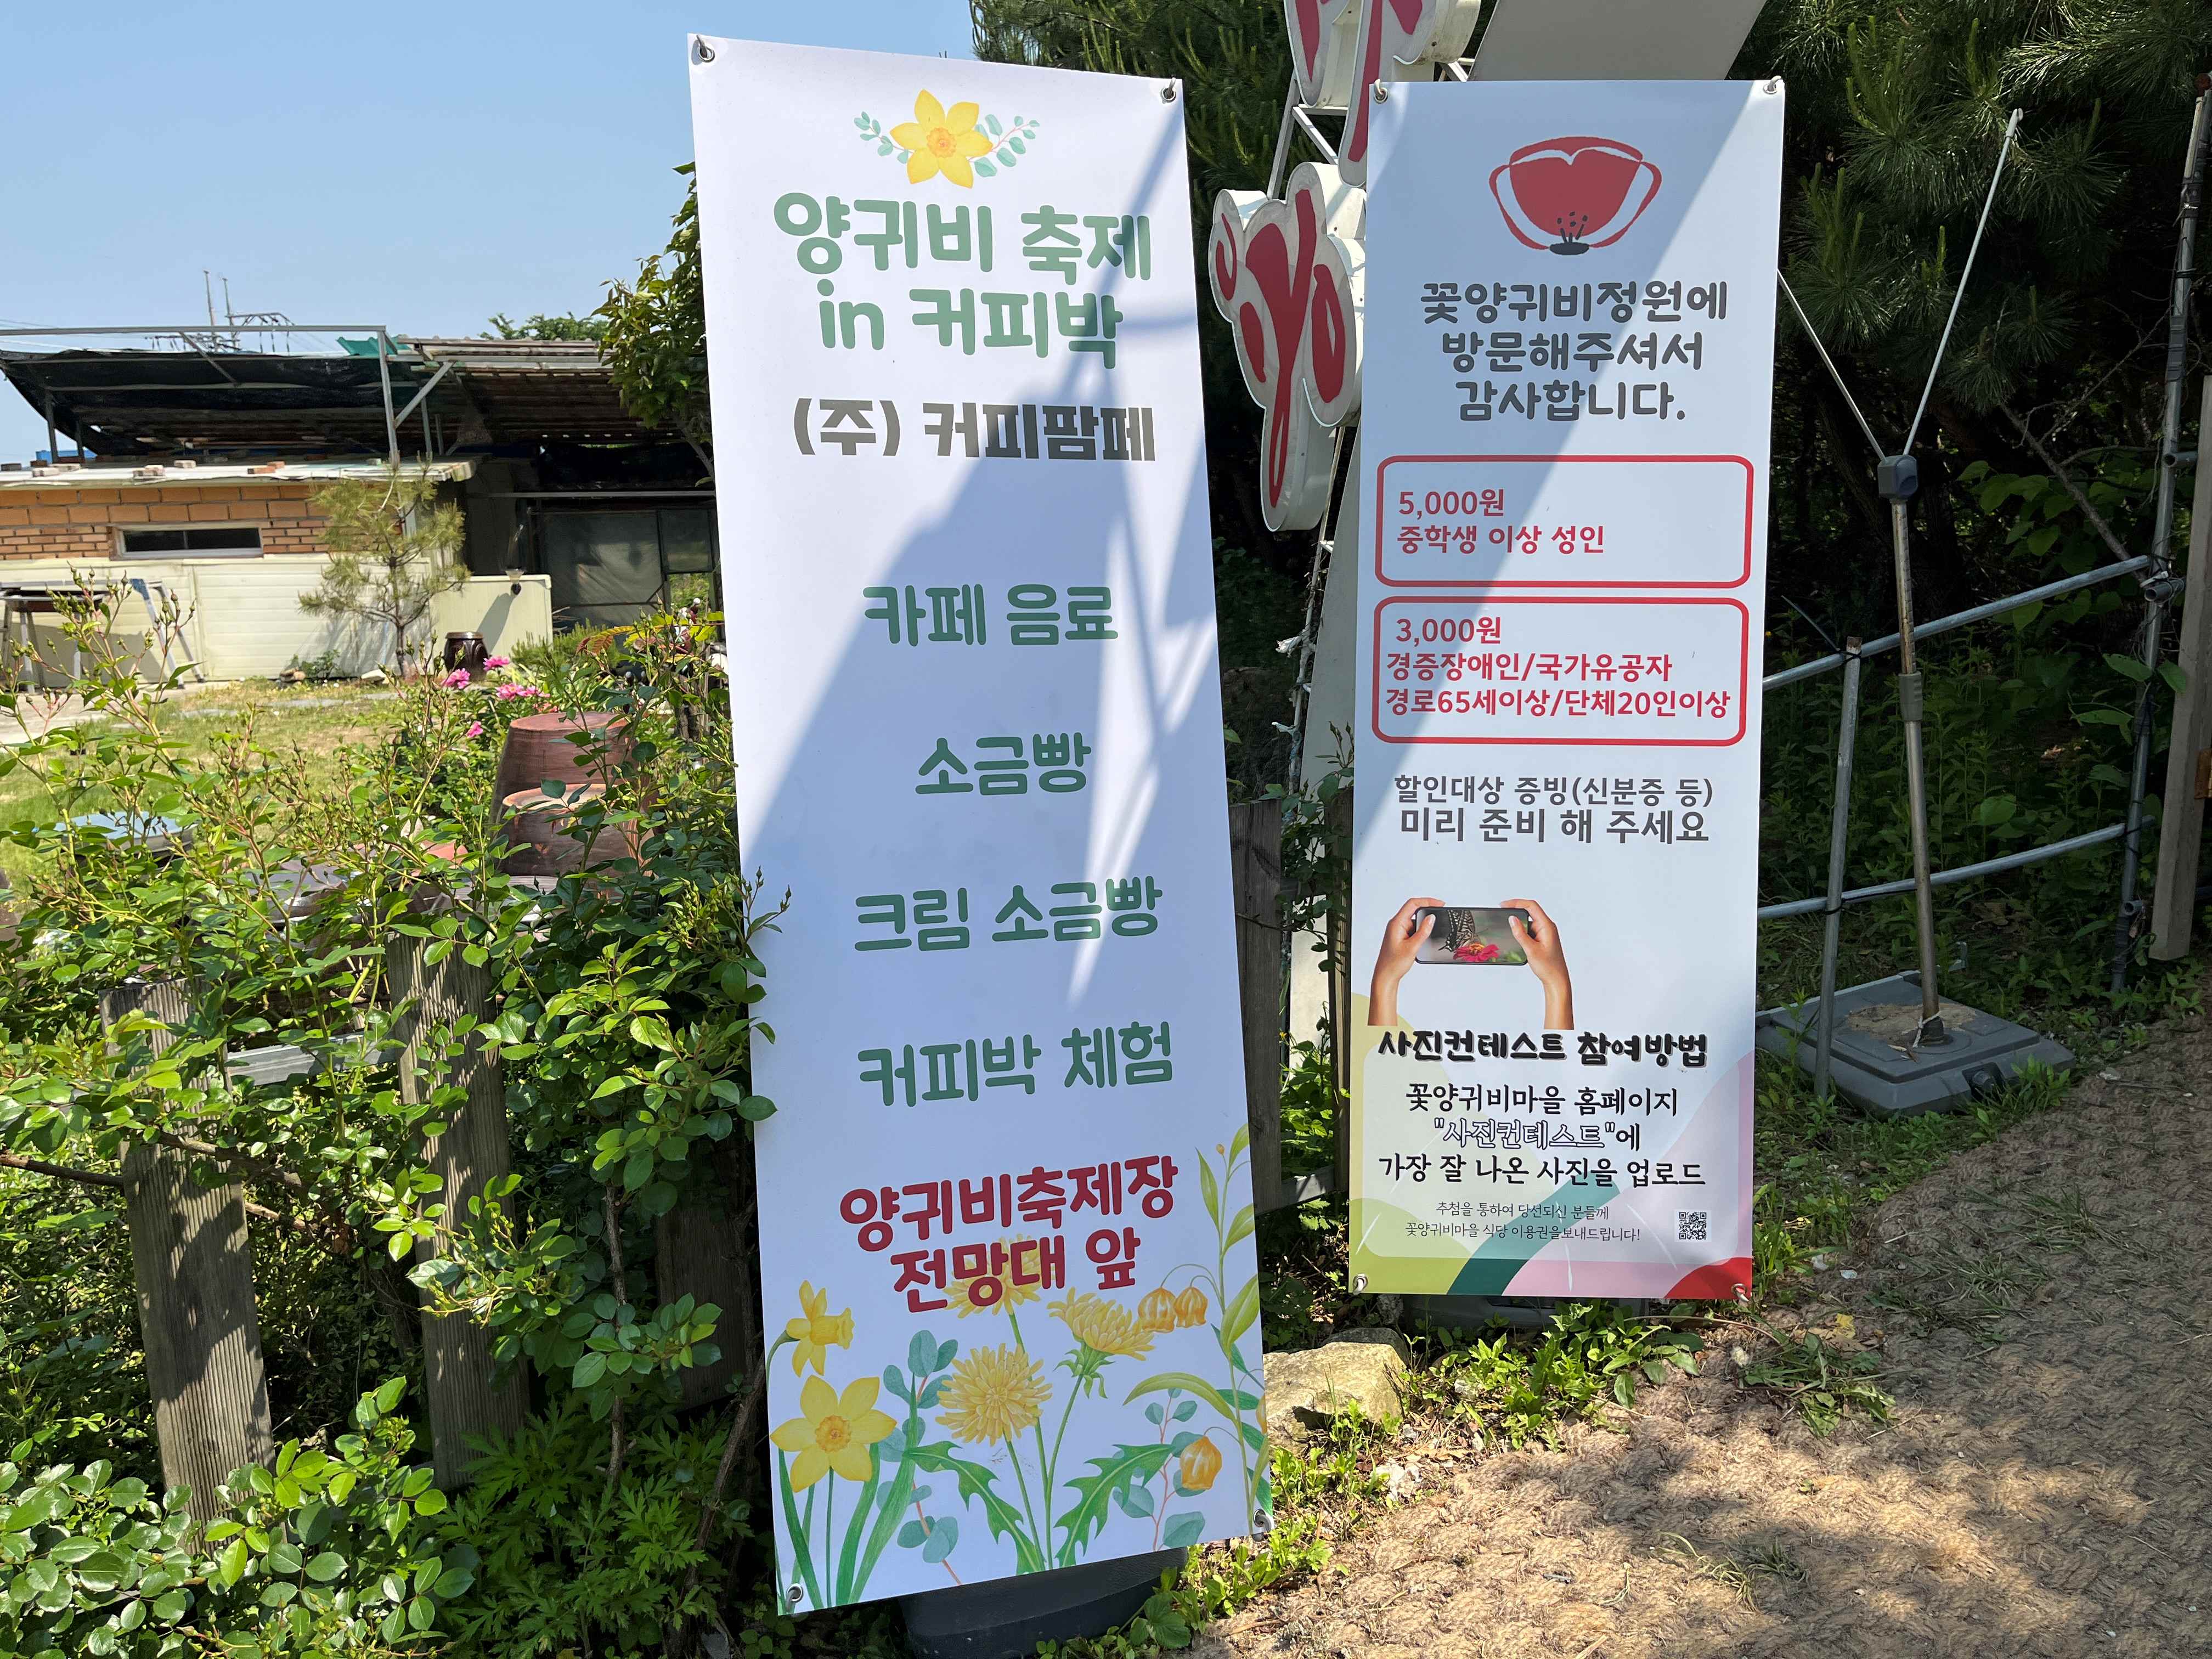 양귀비 축제
in 커피박
(주) 커피팜페
카페 음료
소금빵
크림 소금빵
커피박 체험
양귀비축제장
전망대 앞
꽃양귀비정원에
방문해주셔서
감사합니다.
5,000원
중학생 이상 성인
3,000원
경증장애인/국가유공자
경로65세이상/단체20인이상
할인대상 증빙(신분증 등)
미리 준비 해 주세요
사진컨테스트 참여방법
꽃양귀비마을 홈페이지
"사진컨테스트"에
가장 잘 나온 사진을 업로드
추첨을 통하여 당선되신 분들께
꽃양귀비마을 식당 이용권을보내드립니다!